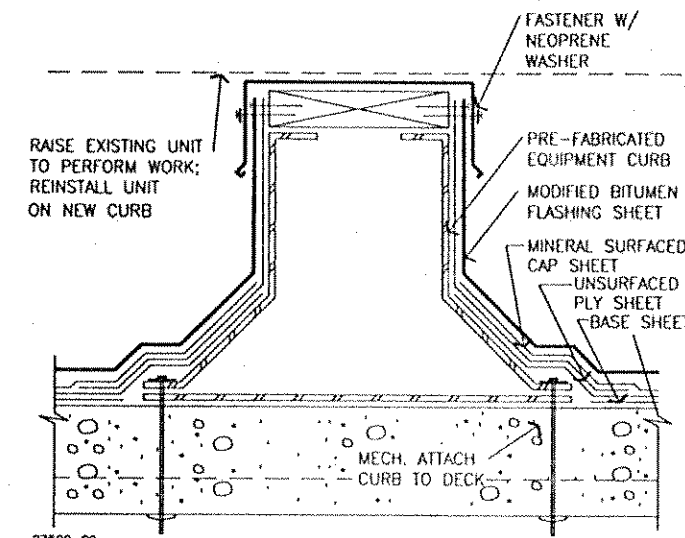 FASTENER W/
NEOPRENE
WASHER
RAISE EXISTING UNIT
TO PERFORM WORK;
REINSTALL UNIT
ON NEW CURB
PRE-FABRICATED
EQUIPMENT CURB
MODIFIED BITUMEN
FLASHING SHEET
MINERAL SURFACED
CAP SHEET
UNSURFACED
PLY SHEET
BASE SHEET
MECH. ATTACH
CURB TO DECK